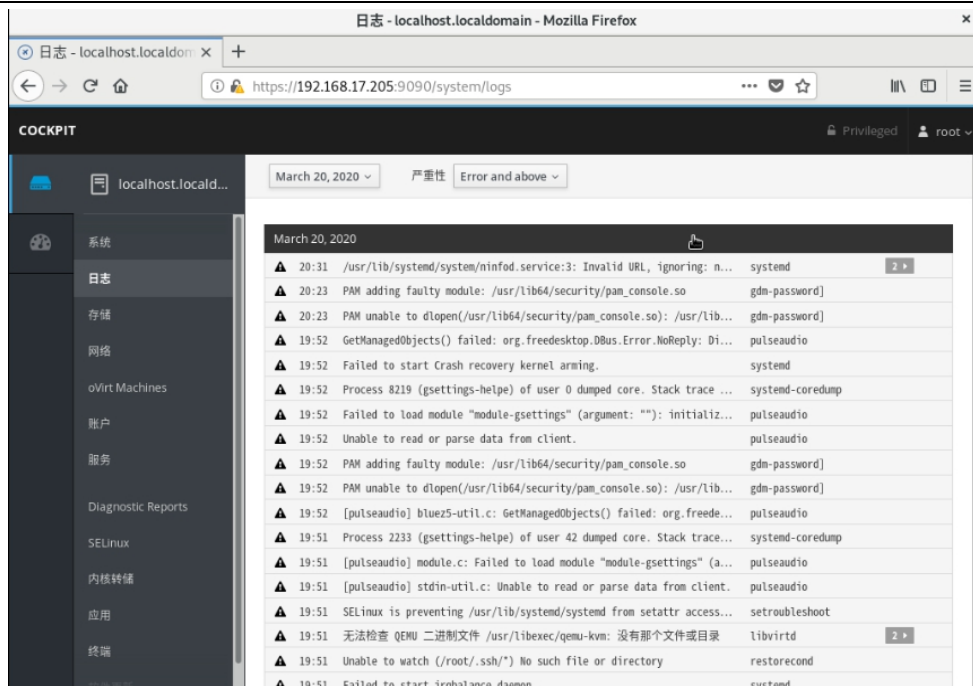 日志 - localhost.localdomain - Mozilla Firefox ×
日志 - localhost.localdom × +
https://192.168.17.205:9090/system/logs
COCKPIT Privileged root
localhost.locald...
March 20, 2020 严重性 Error and above
系统
日志
存储
网络
oVirt Machines
账户
服务
Diagnostic Reports
SELinux
内核转储
应用
终端
March 20, 2020
20:31 /usr/lib/systemd/system/ninfod.service:3: Invalid URL, ignoring: n... systemd 2
20:23 PAM adding faulty module: /usr/lib64/security/pam_console.so gdm-password]
20:23 PAM unable to dlopen(/usr/lib64/security/pam_console.so): /usr/lib... gdm-password]
19:52 GetManagedObjects() failed: org.freedesktop.DBus.Error.NoReply: Di... pulseaudio
19:52 Failed to start Crash recovery kernel arming. systemd
19:52 Process 8219 (gsettings-helpe) of user 0 dumped core. Stack trace ... systemd-coredump
19:52 Failed to load module "module-gsettings" (argument: ""): initializ... pulseaudio
19:52 Unable to read or parse data from client. pulseaudio
19:52 PAM adding faulty module: /usr/lib64/security/pam_console.so gdm-password]
19:52 PAM unable to dlopen(/usr/lib64/security/pam_console.so): /usr/lib... gdm-password]
19:52 [pulseaudio] bluez5-util.c: GetManagedObjects() failed: org.freede... pulseaudio
19:51 Process 2233 (gsettings-helpe) of user 42 dumped core. Stack trace... systemd-coredump
19:51 [pulseaudio] module.c: Failed to load module "module-gsettings" (a... pulseaudio
19:51 [pulseaudio] stdin-util.c: Unable to read or parse data from client. pulseaudio
19:51 SELinux is preventing /usr/lib/systemd/systemd from setattr access... setroubleshoot
19:51 无法检查 QEMU 二进制文件 /usr/libexec/qemu-kvm: 没有那个文件或目录 libvirtd 2
19:51 Unable to watch (/root/.ssh/*) No such file or directory restorecond
19:51 Failed to start irqbalance daemon. systemd